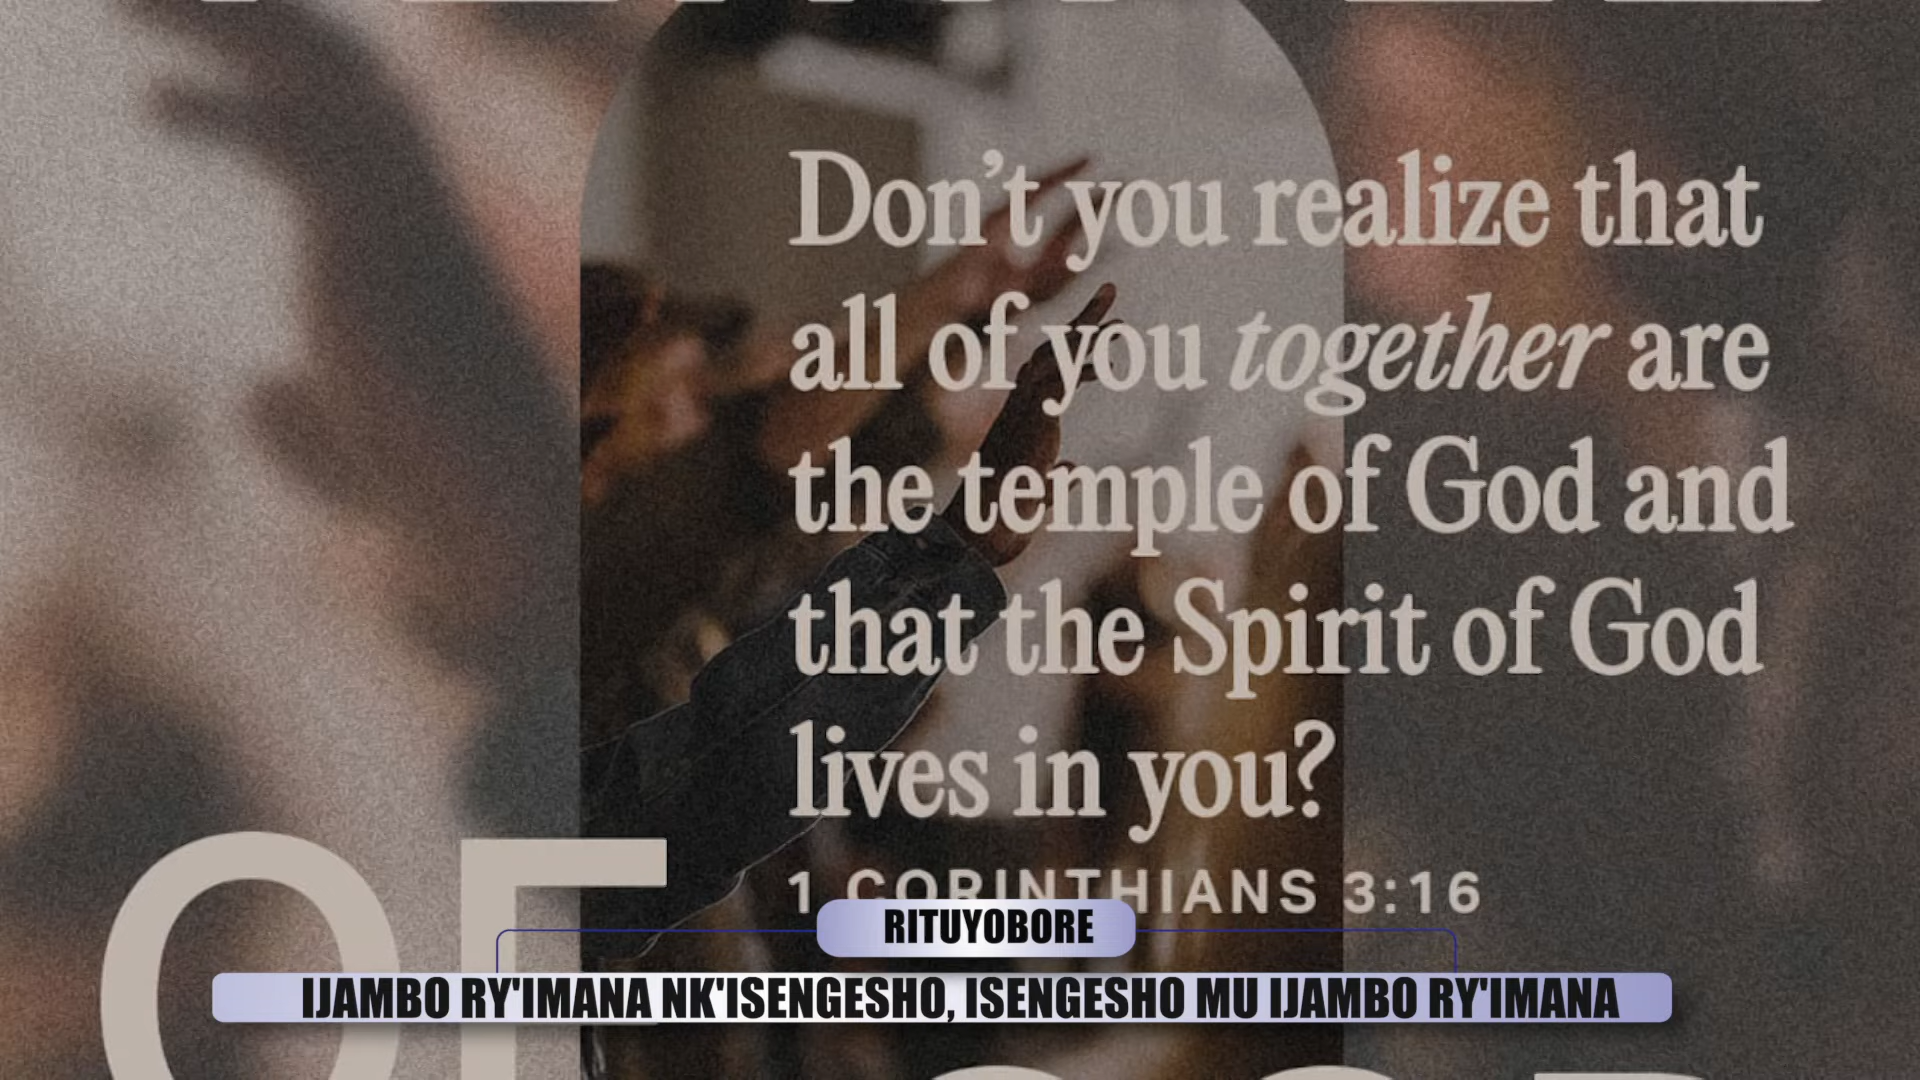 Don't you realize that
all of you together are
the temple of God and
that the Spirit of God
lives in you?
1 CORINTHIANS 3:16
OF
RITUYOBORE
IJAMBO RY'IMANA NK'ISENGESHO, ISENGESHO MU IJAMBO RY'IMANA